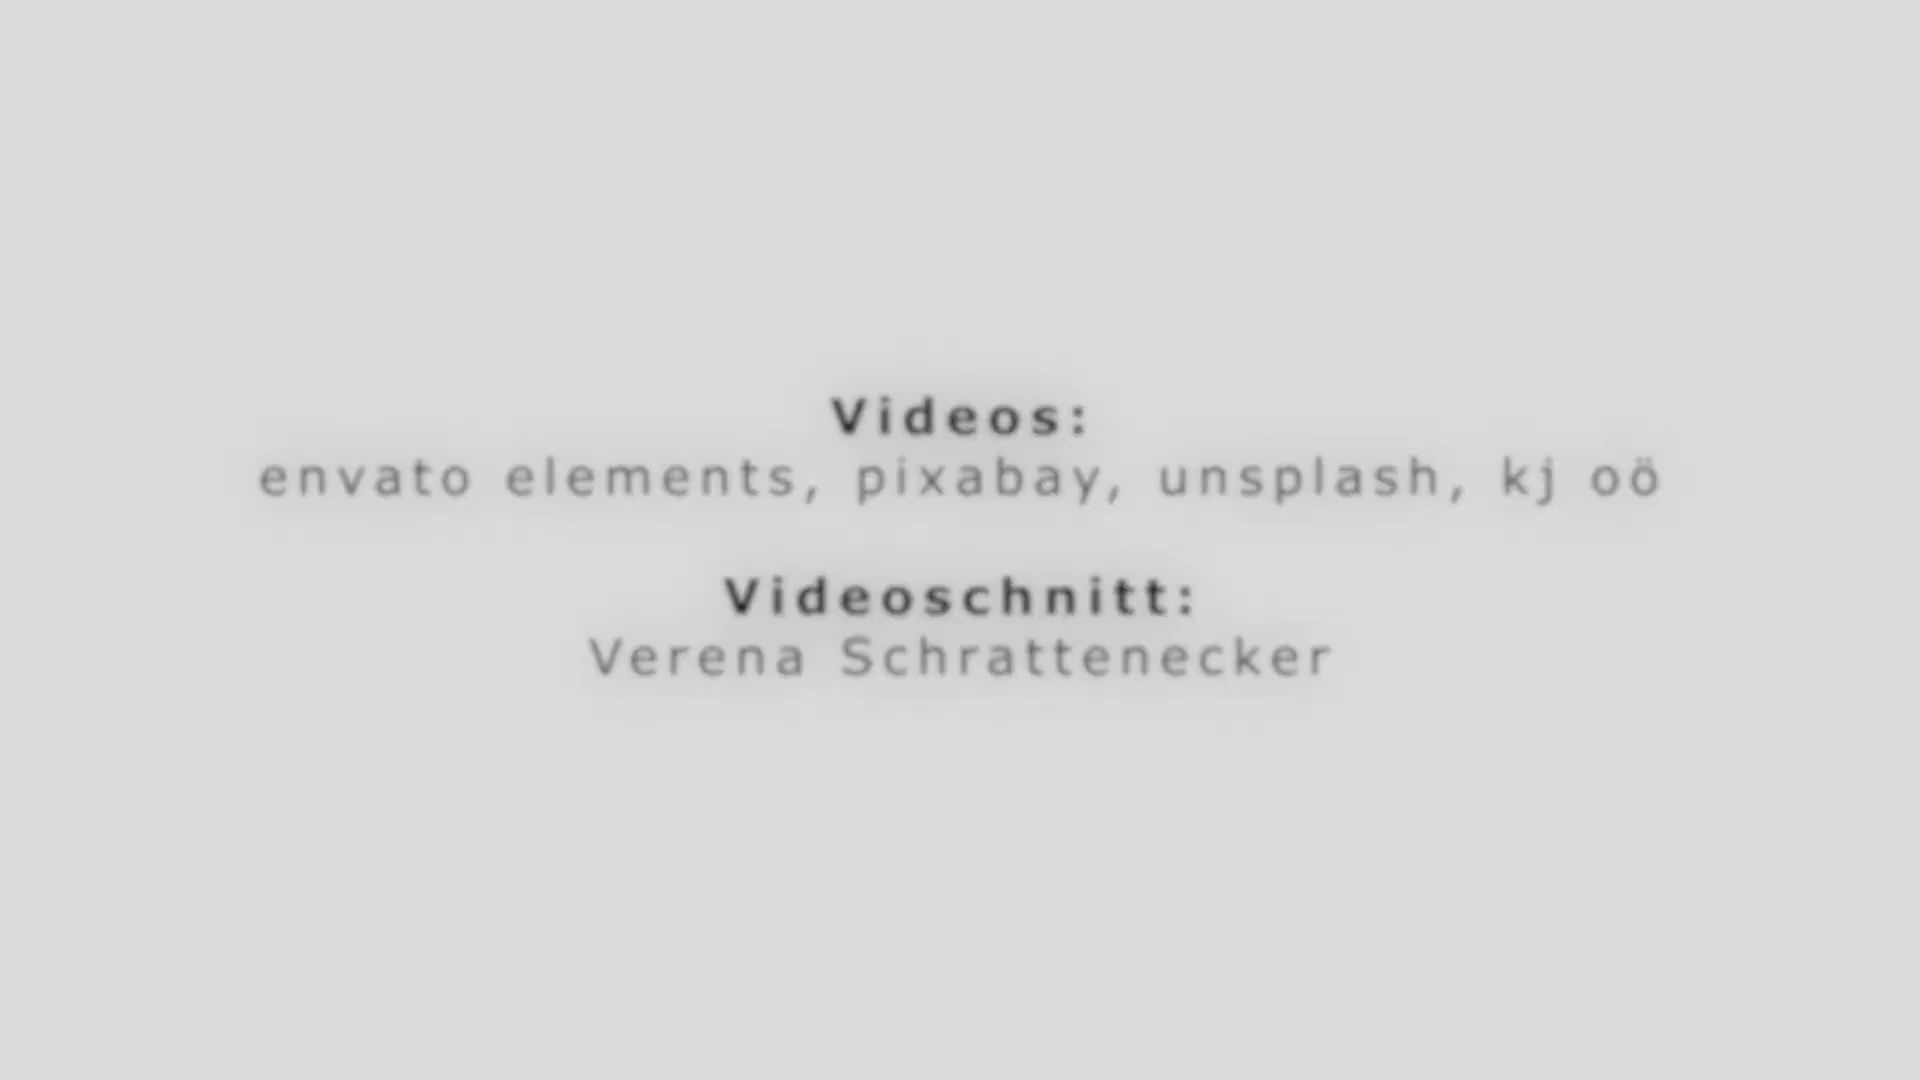 Videos:
envato elements, pixabay, unsplash, kj oö
Videoschnitt:
Verena Schrattenecker